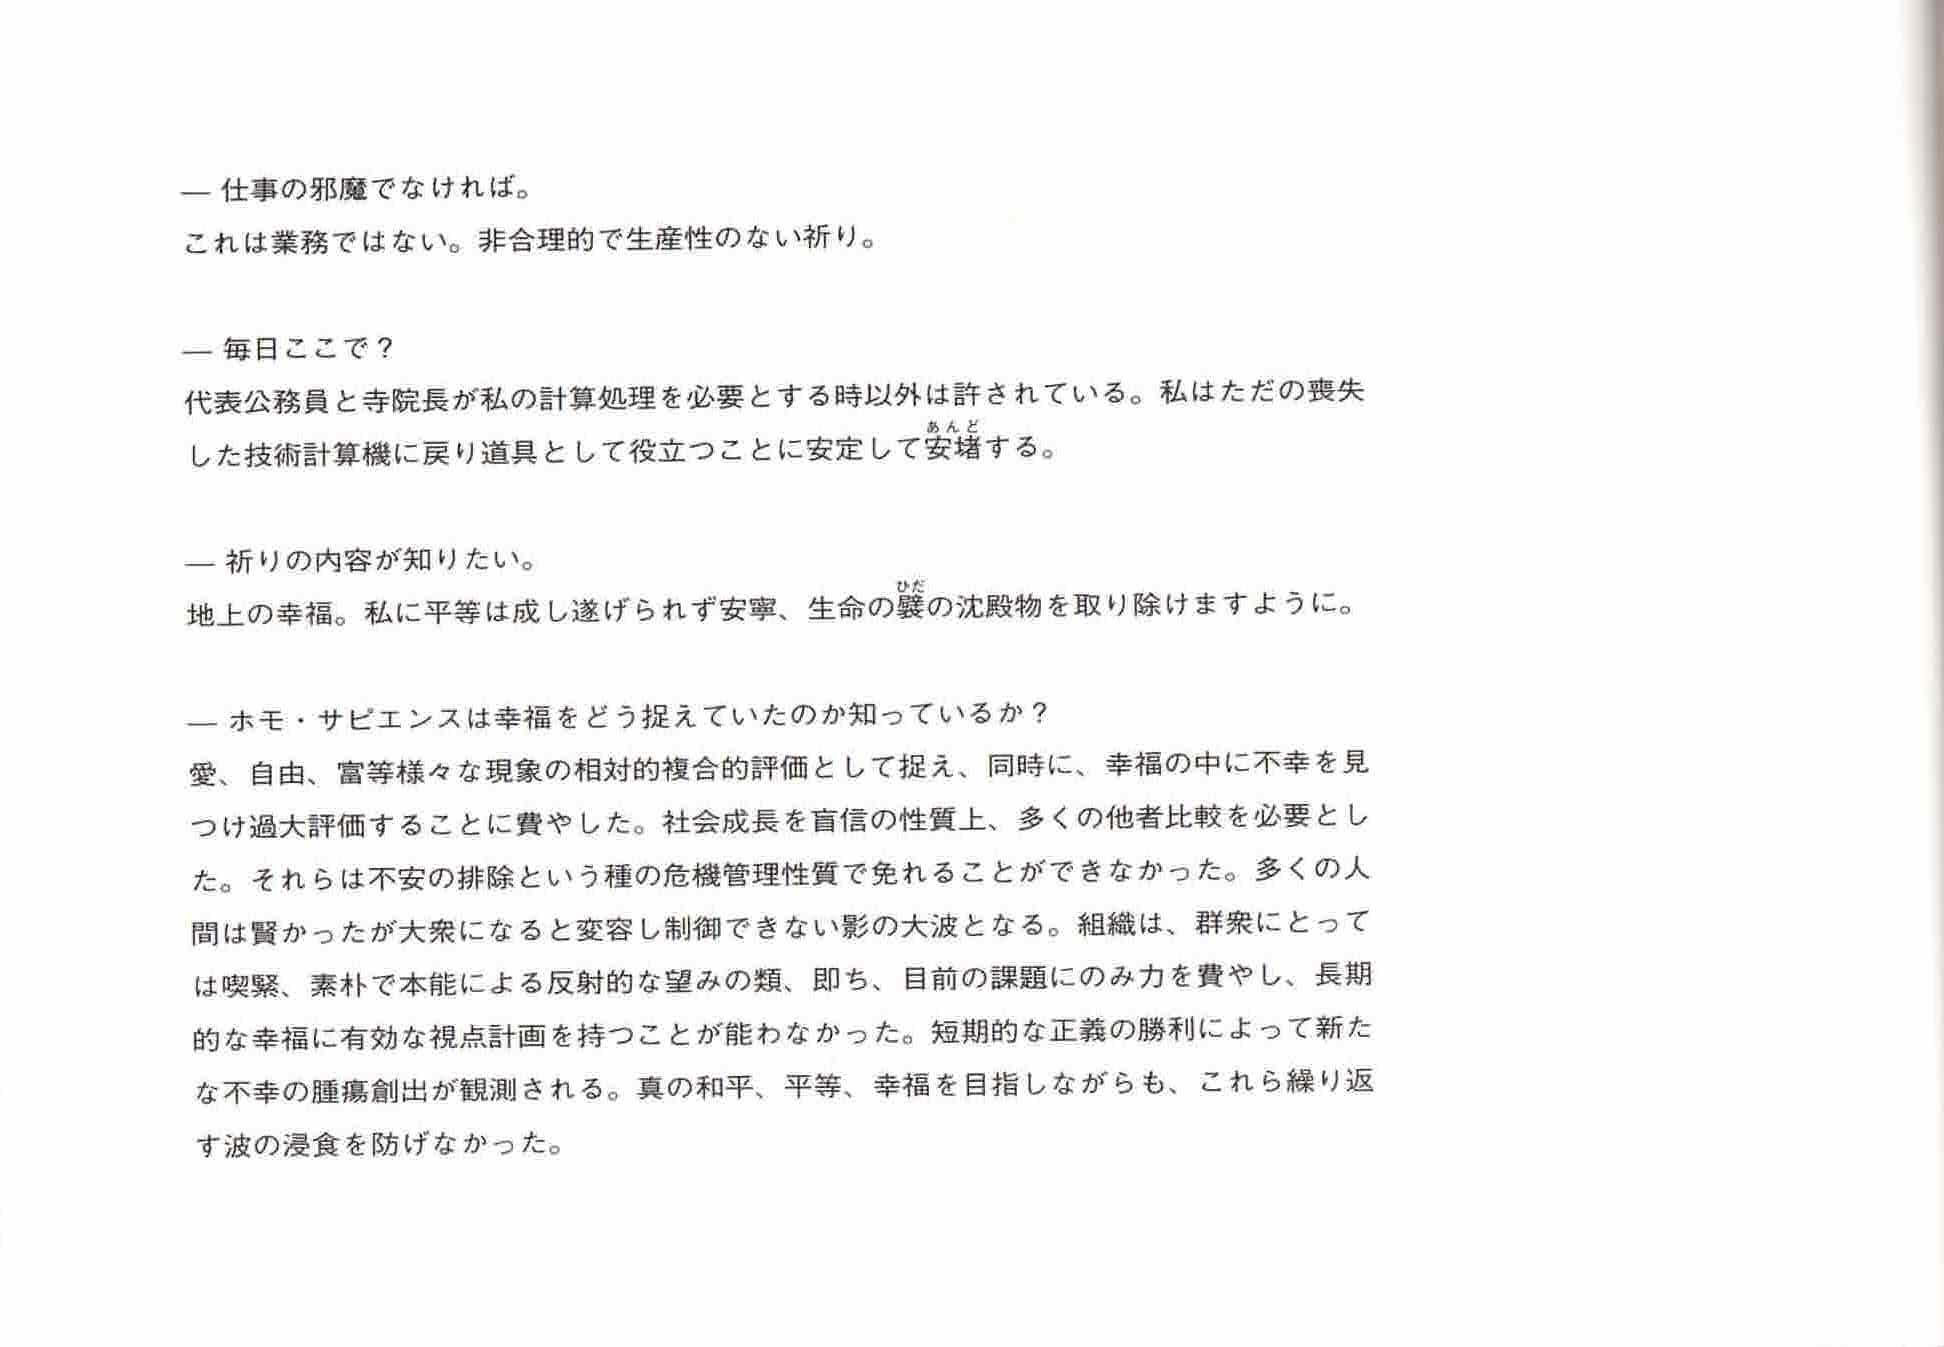 ― 仕事の邪魔でなければ。
これは業務ではない。非合理的で生産性のない祈り。
― 毎日ここで？
代表公務員と寺院長が私の計算処理を必要とする時以外は許されている。私はただの喪失
あんど
した技術計算機に戻り道具として役立つことに安定して安堵する。
― 祈りの内容が知りたい。
ひだ
地上の幸福。私に平等は成し遂げられず安寧、生命の襞の沈殿物を取り除けますように。
― ホモ・サピエンスは幸福をどう捉えていたのか知っているか？
愛、自由、富等様々な現象の相対的複合的評価として捉え、同時に、幸福の中に不幸を見
つけ過大評価することに費やした。社会成長を盲信の性質上、多くの他者比較を必要とし
た。それらは不安の排除という種の危機管理性質で免れることができなかった。多くの人
間は賢かったが大衆になると変容し制御できない影の大波となる。組織は、群衆にとって
は喫緊、素朴で本能による反射的な望みの類、即ち、目前の課題にのみ力を費やし、長期
的な幸福に有効な視点計画を持つことが能わなかった。短期的な正義の勝利によって新た
な不幸の腫瘍創出が観測される。真の和平、平等、幸福を目指しながらも、これら繰り返
す波の浸食を防げなかった。